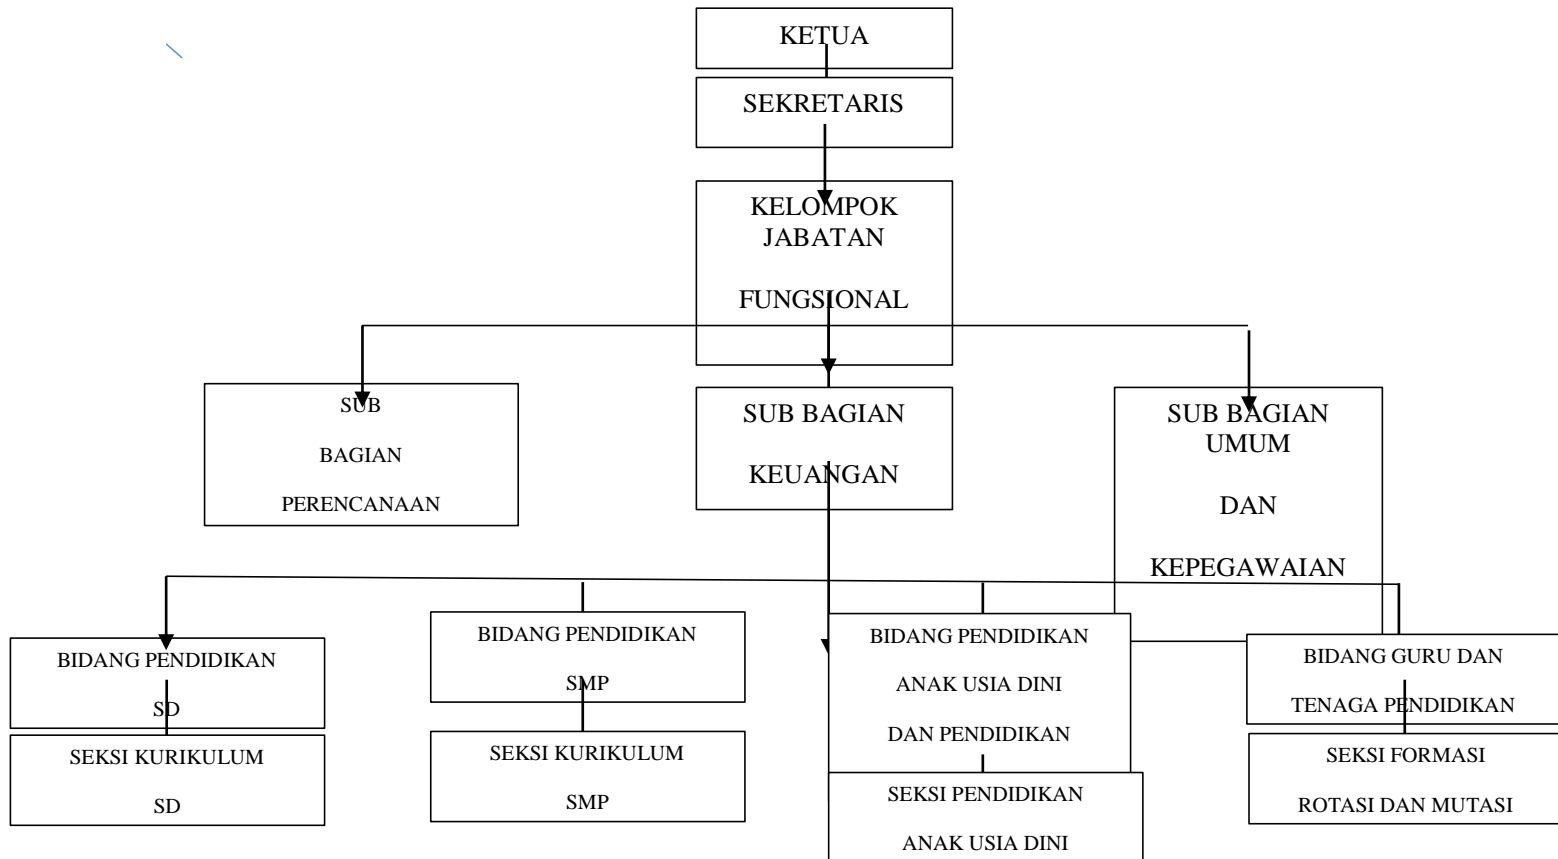 KETUA
SEKRETARIS
KELOMPOK
JABATAN
FUNGSIONAL
SUB
BAGIAN
PERENCANAAN
SUB BAGIAN
KEUANGAN
SUB BAGIAN
UMUM
DAN
KEPEGAWAIAN
BIDANG PENDIDIKAN
SD
BIDANG PENDIDIKAN
SMP
BIDANG PENDIDIKAN
ANAK USIA DINI
DAN PENDIDIKAN
BIDANG GURU DAN
TENAGA PENDIDIKAN
SEKSI KURIKULUM
SD
SEKSI KURIKULUM
SMP
SEKSI PENDIDIKAN
ANAK USIA DINI
SEKSI FORMASI
ROTASI DAN MUTASI